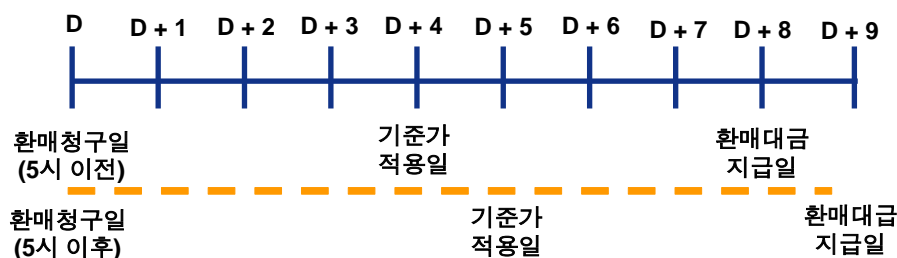 D D + 1 D + 2 D + 3 D + 4 D + 5 D + 6 D + 7 D + 8 D + 9
환매청구일 기준가 환매대금
(5시 이전) 적용일 지급일
환매청구일 기준가 환매대급
(5시 이후) 적용일 지급일